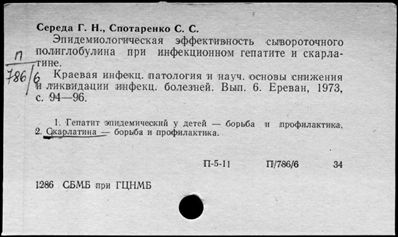 Середа Г. Н., Спотаренко С. С.
Эпидемиологическая эффективность сывороточного
полиглобулина при инфекционном гепатите и скарла-
тине.
П
786/6
Краевая инфекц. патология и науч. основы снижения
и ликвидации инфекц. болезней. Вып. 6. Ереван, 1973,
с. 94—96.
1. Гепатит эпидемический у детей — борьба и профилактика.
2. Скарлатина — борьба и профилактика.
П-5-11 П/786/6 34
1286 СБМБ при ГЦНМБ